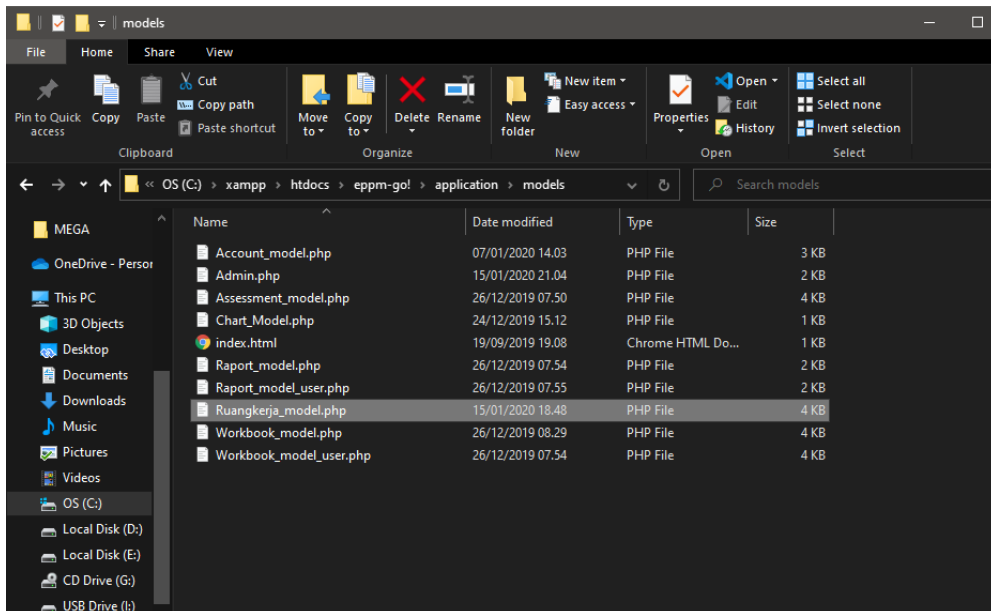 models
File Home Share View
Pin to Quick access
Copy
Paste
Cut
Copy path
Paste shortcut
Clipboard
Move to
Copy to
Delete
Rename
Organize
New folder
New item
Easy access
New
Properties
Open
Edit
History
Open
Select all
Select none
Invert selection
Select
« OS (C:) › xampp › htdocs › eppm-go! › application › models
Search models
MEGA
OneDrive - Person
This PC
3D Objects
Desktop
Documents
Downloads
Music
Pictures
Videos
OS (C:)
Local Disk (D:)
Local Disk (E:)
CD Drive (G:)
USB Drive (I:)
Name Date modified Type Size
Account_model.php 07/01/2020 14.03 PHP File 3 KB
Admin.php 15/01/2020 21.04 PHP File 2 KB
Assessment_model.php 26/12/2019 07.50 PHP File 4 KB
Chart_Model.php 24/12/2019 15.12 PHP File 1 KB
index.html 19/09/2019 19.08 Chrome HTML Do... 1 KB
Raport_model.php 26/12/2019 07.54 PHP File 2 KB
Raport_model_user.php 26/12/2019 07.55 PHP File 2 KB
Ruangkerja_model.php 15/01/2020 18.48 PHP File 4 KB
Workbook_model.php 26/12/2019 08.29 PHP File 4 KB
Workbook_model_user.php 26/12/2019 07.54 PHP File 4 KB